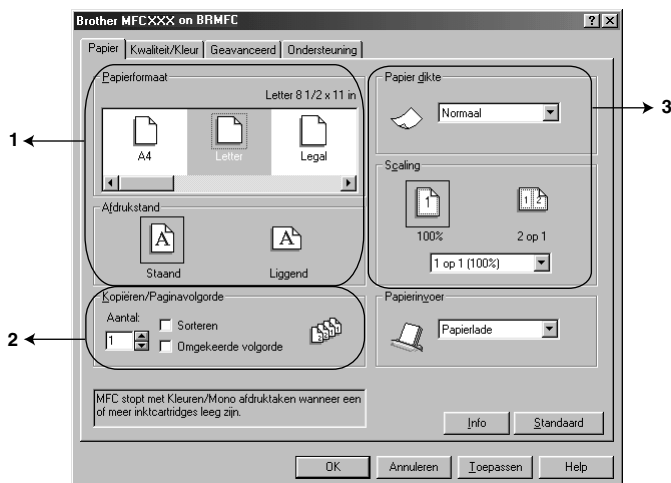 Brother MFCXXX on BRMFC
Papier Kwaliteit/Kleur Geavanceerd Ondersteuning
Papierformaat
Letter 8 1/2 x 11 in
A4 Letter Legal
Afdrukstand
A A
Staand Liggend
1
Kopiëren/Paginavolgorde
Aantal:
1
Sorteren
Omgekeerde volgorde
2
Papier dikte
Normaal
3
Scaling
1 1 2
100% 2 op 1
1 op 1 (100%)
Papierinvoer
Papierlade
MFC stopt met Kleuren/Mono afdruktaken wanneer een
of meer inktcartridges leeg zijn.
Info Standaard
OK Annuleren Toepassen Help